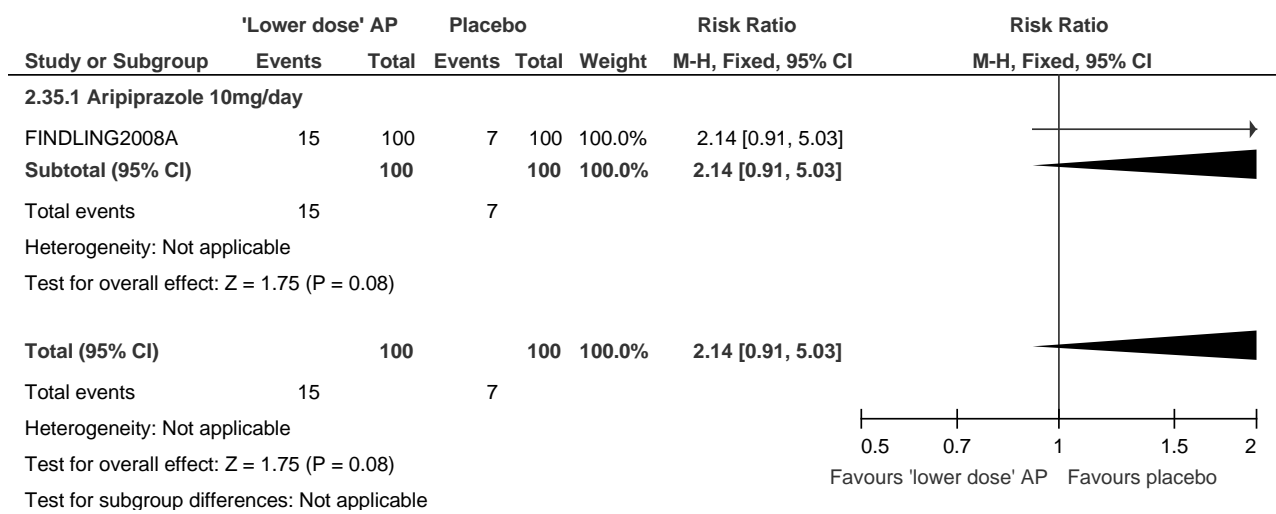 'Lower dose' AP Placebo Risk Ratio Risk Ratio
Study or Subgroup Events Total Events Total Weight M-H, Fixed, 95% CI M-H, Fixed, 95% CI
2.35.1 Aripiprazole 10mg/day
FINDLING2008A 15 100 7 100 100.0% 2.14 [0.91, 5.03]
Subtotal (95% CI) 100 100 100.0% 2.14 [0.91, 5.03]
Total events 15 7
Heterogeneity: Not applicable
Test for overall effect: Z = 1.75 (P = 0.08)
Total (95% CI) 100 100 100.0% 2.14 [0.91, 5.03]
Total events 15 7
Heterogeneity: Not applicable
Test for overall effect: Z = 1.75 (P = 0.08)
Test for subgroup differences: Not applicable
0.5 0.7 1 1.5 2
Favours 'lower dose' AP Favours placebo